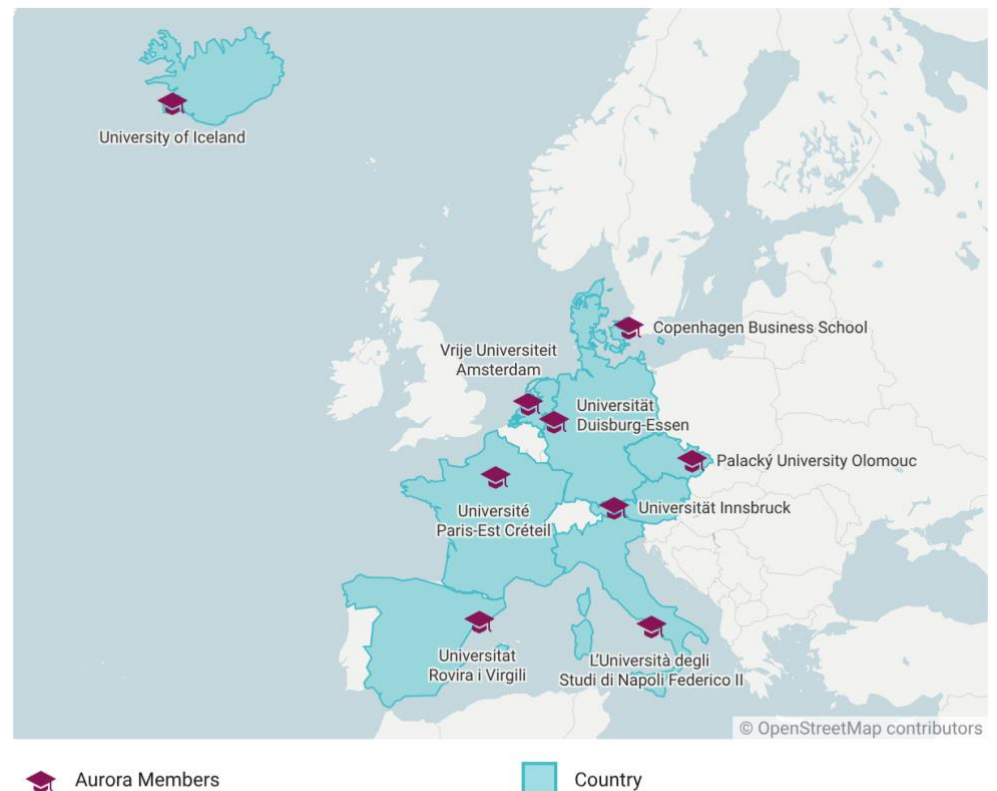 University of Iceland
Copenhagen Business School
Vrije Universiteit
Amsterdam
Universität
Duisburg-Essen
Palacký University Olomouc
Université
Paris-Est Créteil
Universität Innsbruck
Universitat
Rovira i Virgili
L'Università degli
Studi di Napoli Federico II
© OpenStreetMap contributors
Aurora Members
Country